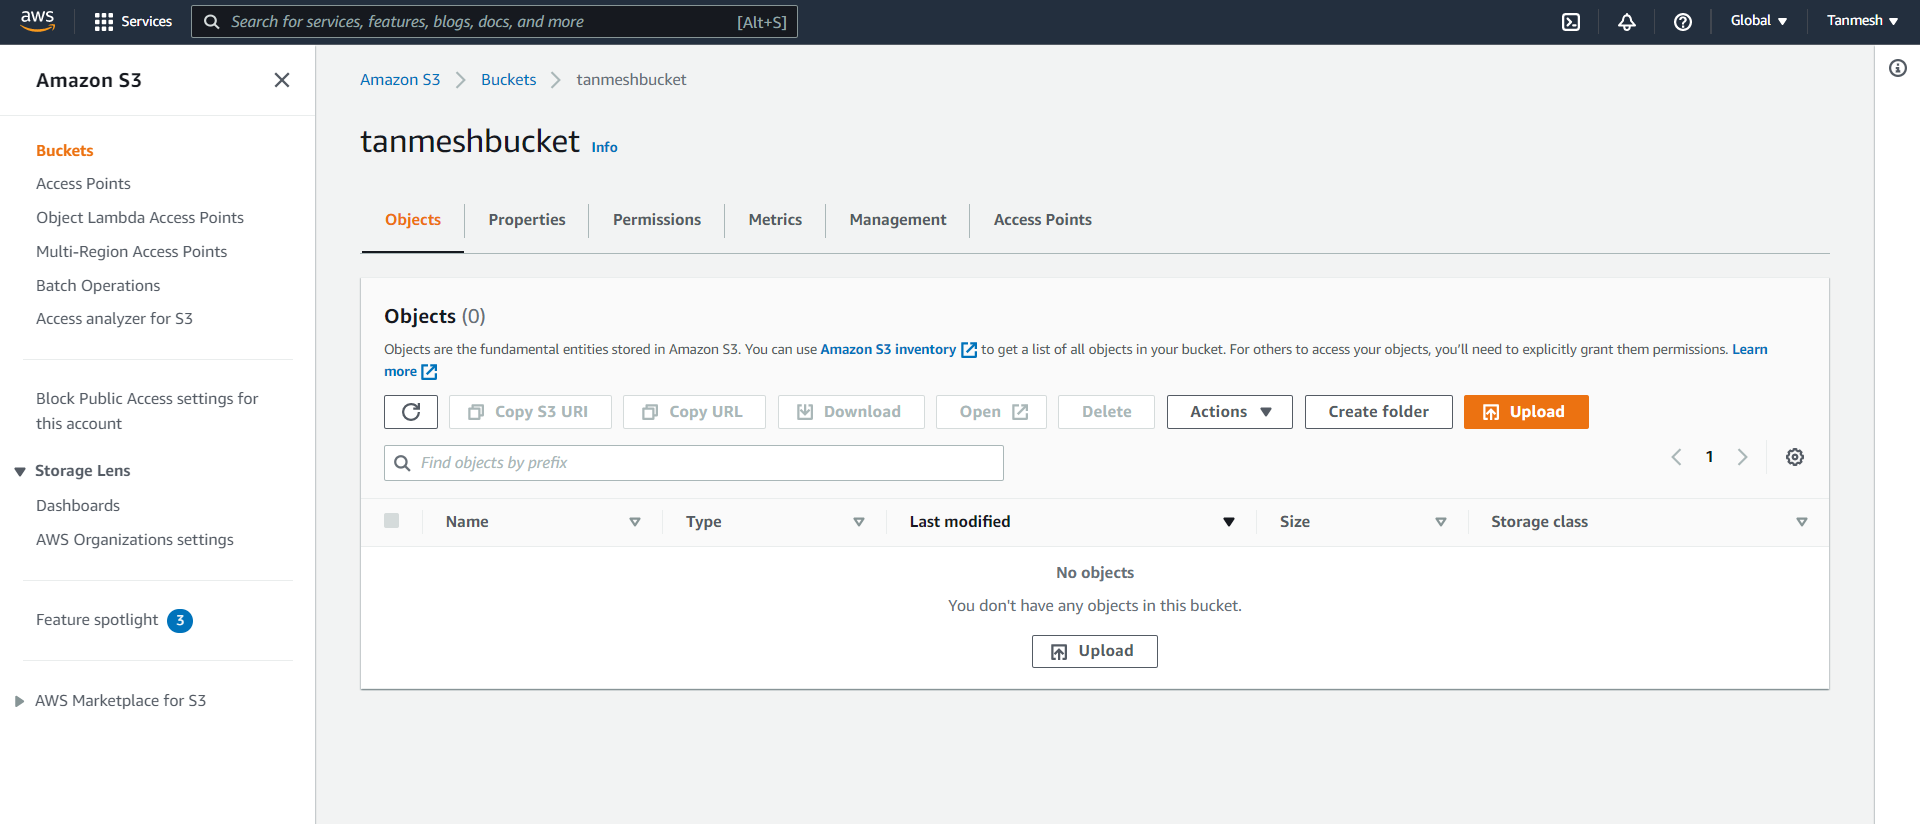 aws Services Search for services, features, blogs, docs, and more [Alt+S] Global Tanmesh
Amazon S3
Buckets
Access Points
Object Lambda Access Points
Multi-Region Access Points
Batch Operations
Access analyzer for S3
Block Public Access settings for
this account
Storage Lens
Dashboards
AWS Organizations settings
Feature spotlight 3
AWS Marketplace for S3
Amazon S3 Buckets tanmeshbucket
tanmeshbucket Info
Objects Properties Permissions Metrics Management Access Points
Objects (0)
Objects are the fundamental entities stored in Amazon S3. You can use Amazon S3 inventory to get a list of all objects in your bucket. For others to access your objects, you'll need to explicitly grant them permissions. Learn
more
Copy S3 URI Copy URL Download Open Delete Actions Create folder Upload
Find objects by prefix 1
Name Type Last modified Size Storage class
No objects
You don't have any objects in this bucket.
Upload